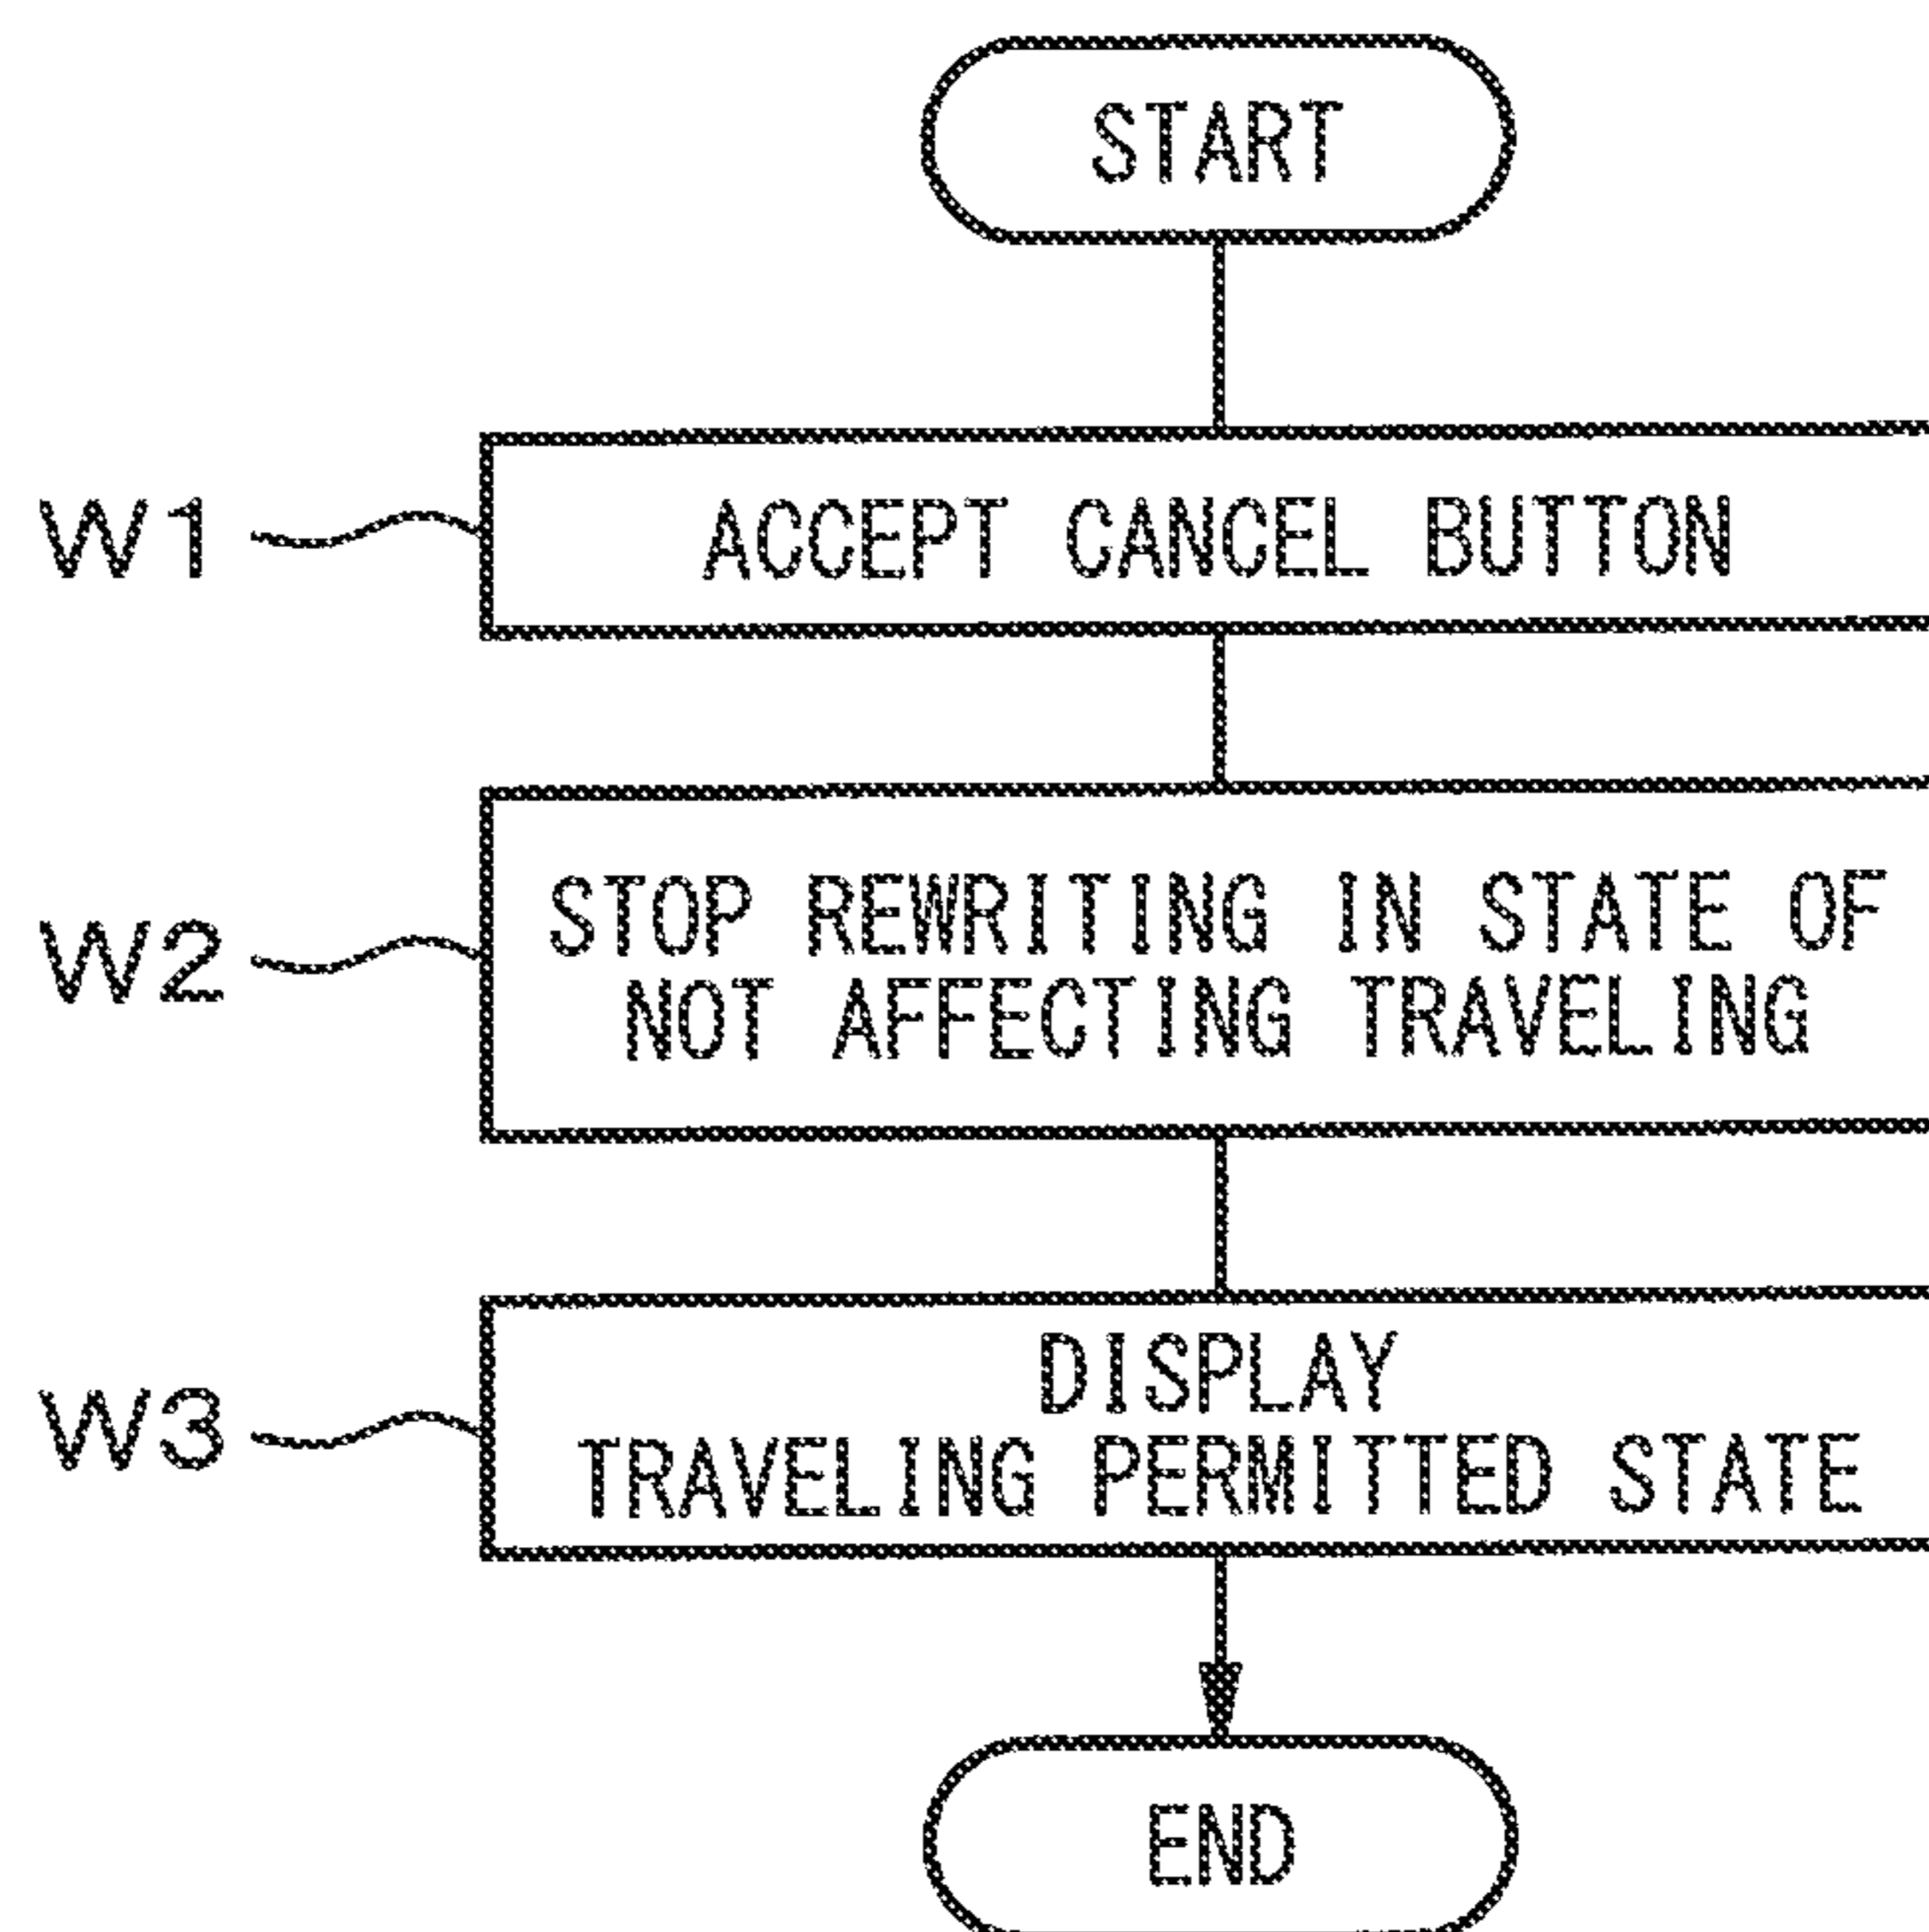 START
W1
ACCEPT CANCEL BUTTON
W2
STOP REWRITING IN STATE OF
NOT AFFECTING TRAVELING
W3
DISPLAY
TRAVELING PERMITTED STATE
END